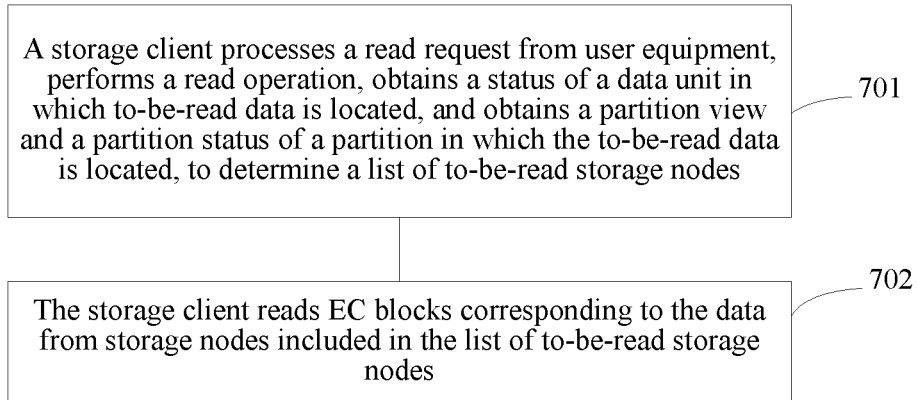 A storage client processes a read request from user equipment,
performs a read operation, obtains a status of a data unit in
which to-be-read data is located, and obtains a partition view
and a partition status of a partition in which the to-be-read data
is located, to determine a list of to-be-read storage nodes
701
The storage client reads EC blocks corresponding to the data
from storage nodes included in the list of to-be-read storage
nodes
702